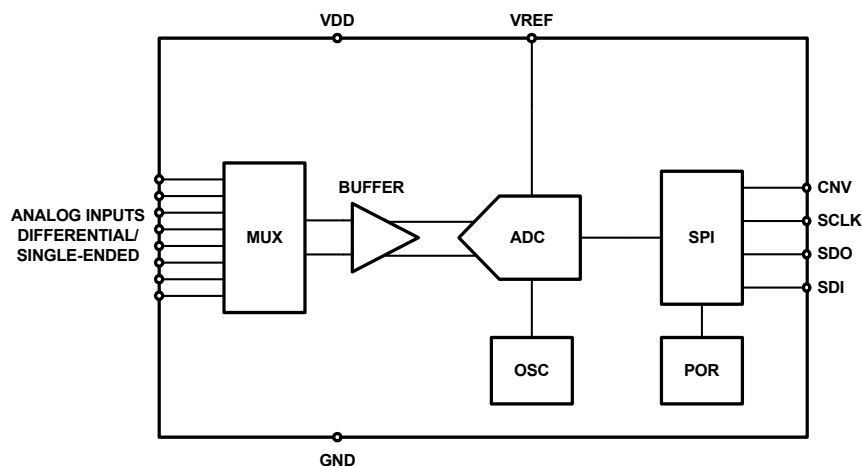 VDD
VREF
BUFFER
ANALOG INPUTS
DIFFERENTIAL/
SINGLE-ENDED
MUX
ADC
SPI
CNV
SCLK
SDO
SDI
OSC
POR
GND